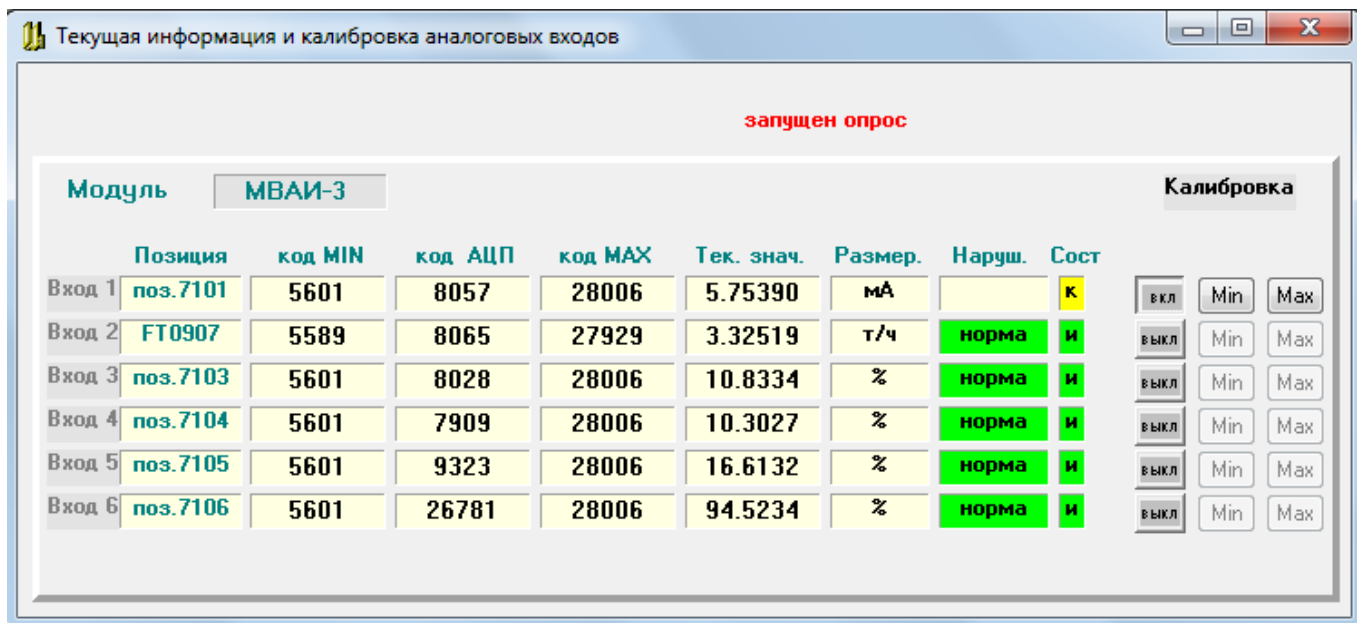 Текущая информация и калибровка аналоговых входов
запущен опрос
Модуль МВАИ-3 Калибровка
Позиция код MIN код АЦП код MAX Тек. знач. Размер. Наруш. Сост
Вход 1 поз.7101 5601 8057 28006 5.75390 мА к вкл Min Max
Вход 2 FT0907 5589 8065 27929 3.32519 т/ч норма и выкл Min Max
Вход 3 поз.7103 5601 8028 28006 10.8334 % норма и выкл Min Max
Вход 4 поз.7104 5601 7909 28006 10.3027 % норма и выкл Min Max
Вход 5 поз.7105 5601 9323 28006 16.6132 % норма и выкл Min Max
Вход 6 поз.7106 5601 26781 28006 94.5234 % норма и выкл Min Max